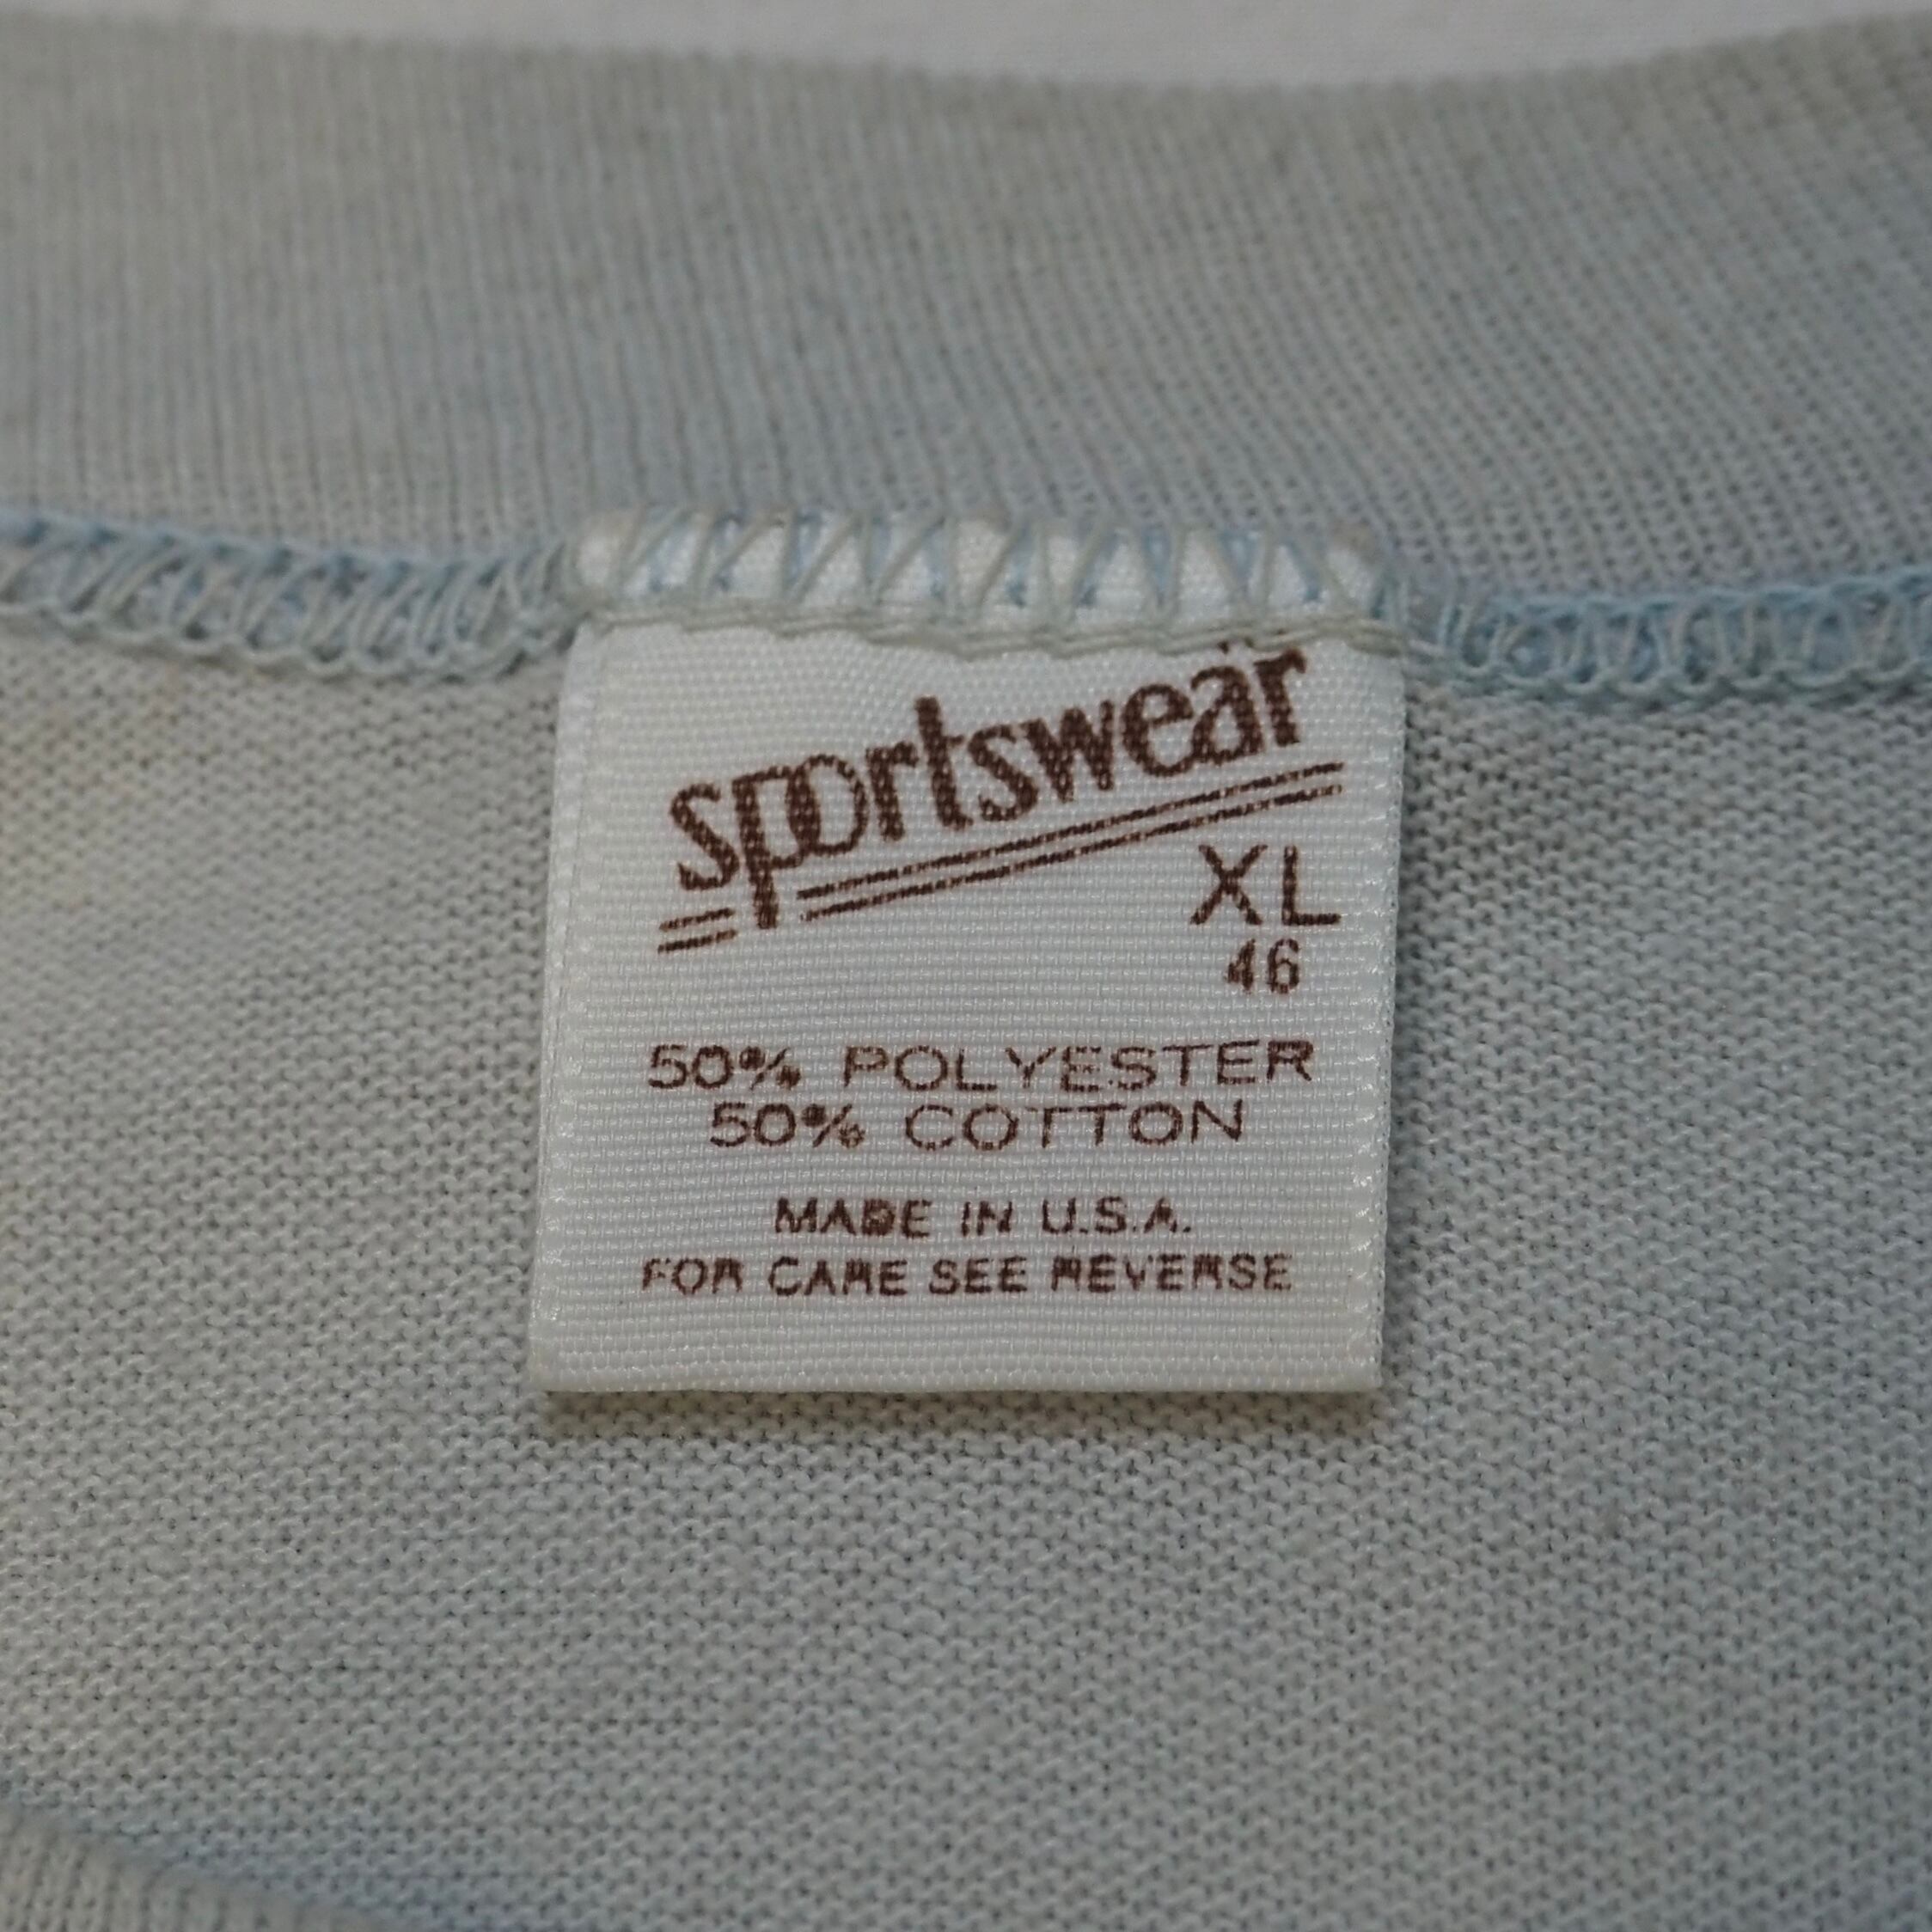 sportswear
XL
46
50% POLYESTER
50% COTTON
MADE IN U.S.A.
FOR CARE SEE REVERSE